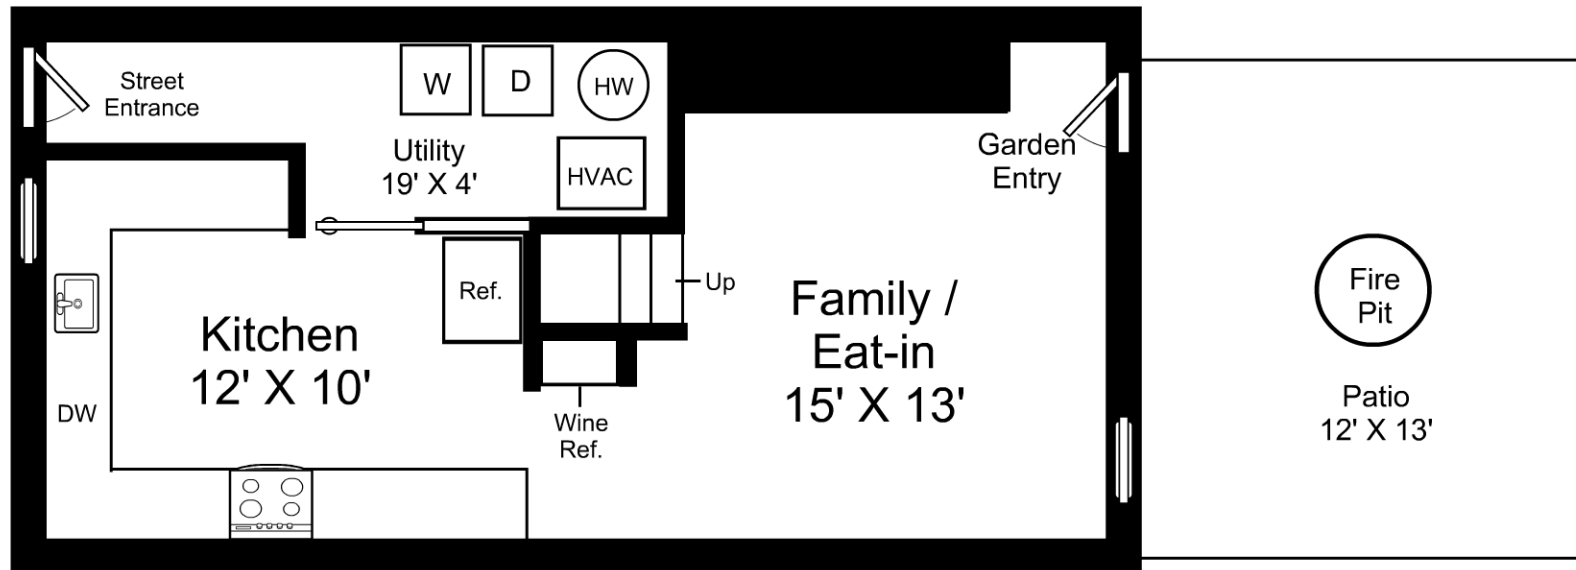 Street
Entrance
W
D
HW
Utility
19' X 4'
HVAC
Garden
Entry
Ref.
Up
Kitchen
12' X 10'
Family /
Eat-in
15' X 13'
DW
Wine
Ref.
Fire
Pit
Patio
12' X 13'